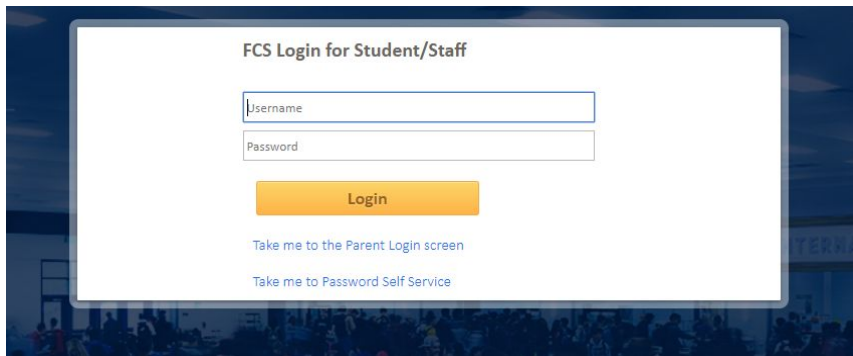 FCS Login for Student/Staff
Username
Password
Login
Take me to the Parent Login screen
Take me to Password Self Service